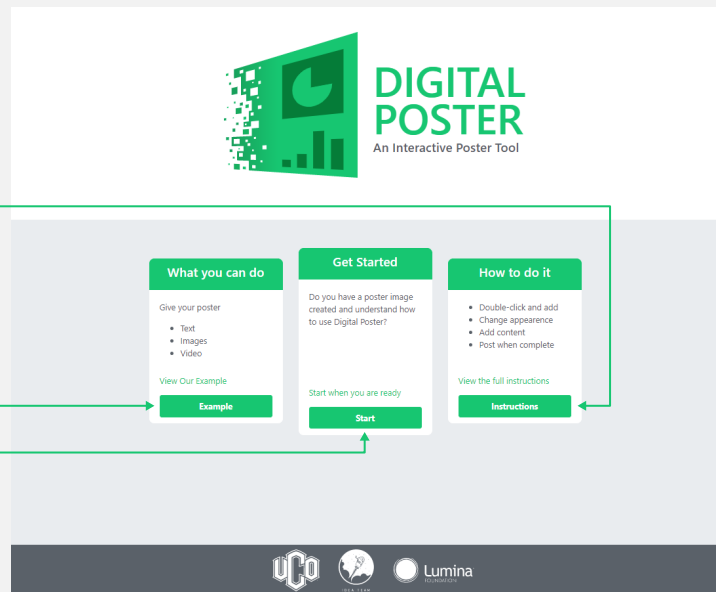 DIGITAL
POSTER
An Interactive Poster Tool
What you can do
Give your poster
Text
Images
Video
View Our Example
Example
Get Started
Do you have a poster image
created and understand how
to use Digital Poster?
Start when you are ready
Start
How to do it
Double-click and add
Change appearence
Add content
Post when complete
View the full instructions
Instructions
UCO
IDEA TEAM
Lumina
FOUNDATION